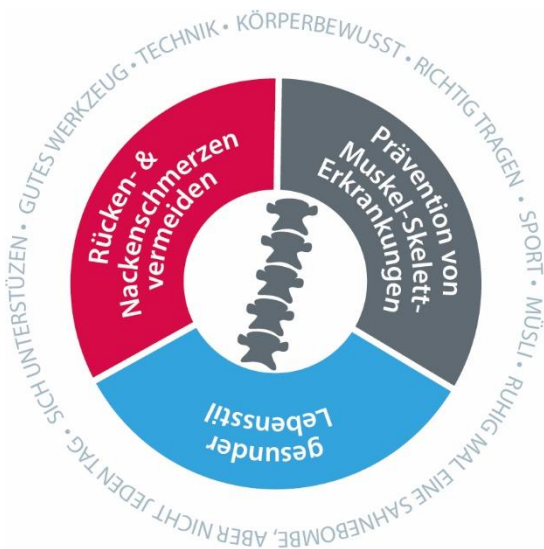 GUTES WERKZEUG • TECHNIK • KÖRPERBEWUSST • RICHTIG TRAGEN • SPORT • MÜSLI • RUHIG MAL EINE SAHNEBOMBE, ABER NICHT JEDEN TAG • SICH UNTERSTÜZEN •
Rücken- &
Nackenschmerzen
vermeiden
Prävention von
Muskel-Skelett-
Erkrankungen
gesunder
Lebensstil